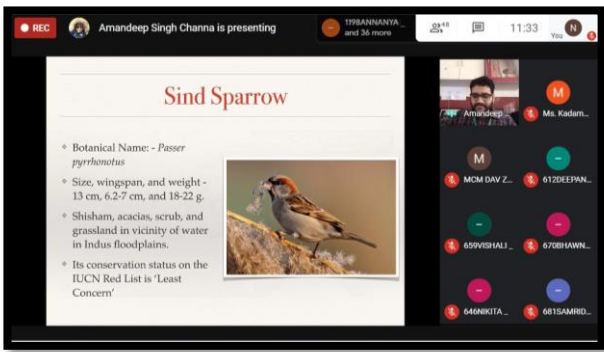 REC
Amandeep Singh Channa is presenting
1198ANNANYA_
and 36 more
48
11:33
You
N
Sind Sparrow
Botanical Name: - Passer
pyrrhonotus
Size, wingspan, and weight -
13 cm, 6.2-7 cm, and 18-22 g.
Shisham, acacias, scrub, and
grassland in vicinity of water
in Indus floodplains.
Its conservation status on the
IUCN Red List is 'Least
Concern'
Amandeep
M
Ms. Kadam...
M
MCM DAV Z...
612DEEPAN...
659VISHALI_
670BHAWN...
646NIKITA_
681SAMRID...